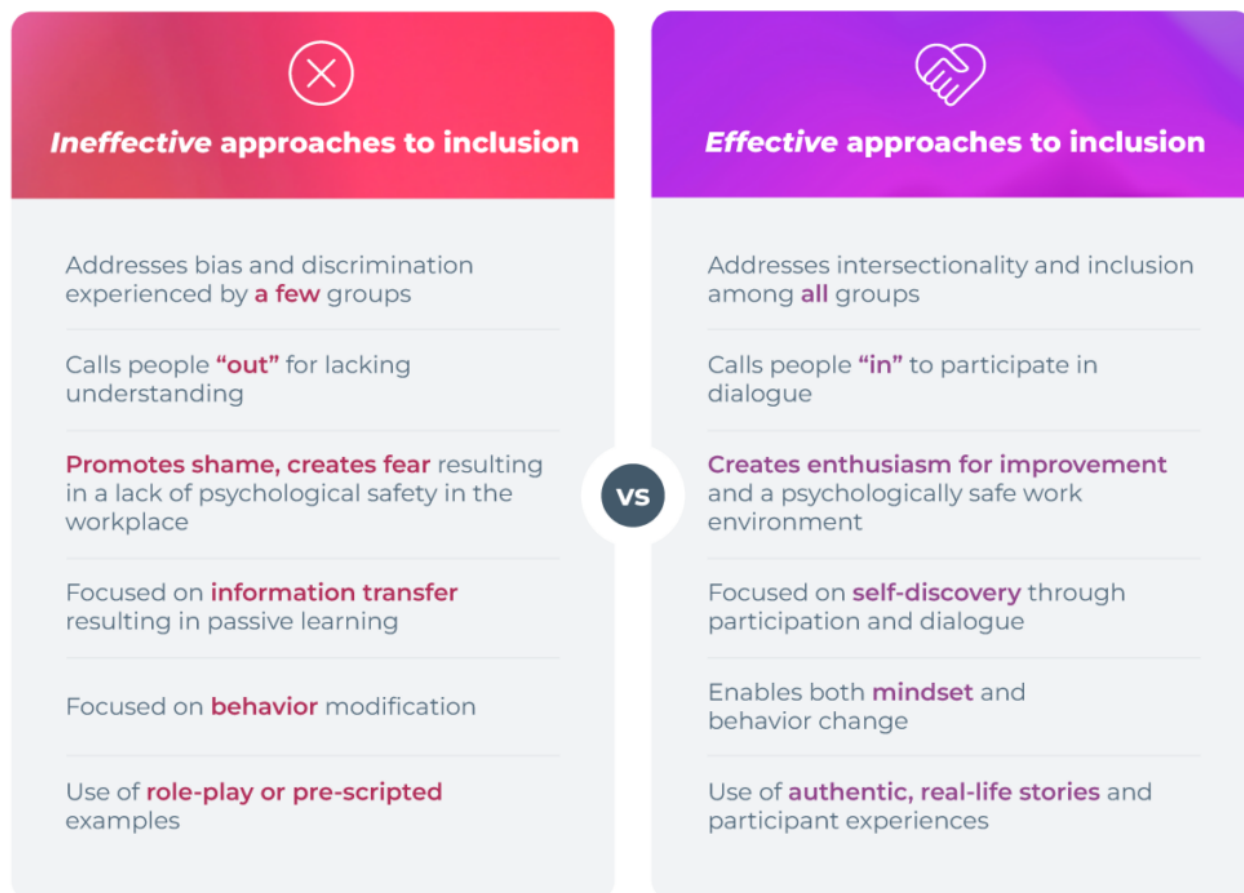 Ineffective approaches to inclusion
Addresses bias and discrimination
experienced by a few groups
Calls people “out” for lacking
understanding
Promotes shame, creates fear resulting
in a lack of psychological safety in the
workplace
Focused on information transfer
resulting in passive learning
Focused on behavior modification
Use of role-play or pre-scripted
examples
vs
Effective approaches to inclusion
Addresses intersectionality and inclusion
among all groups
Calls people “in” to participate in
dialogue
Creates enthusiasm for improvement
and a psychologically safe work
environment
Focused on self-discovery through
participation and dialogue
Enables both mindset and
behavior change
Use of authentic, real-life stories and
participant experiences